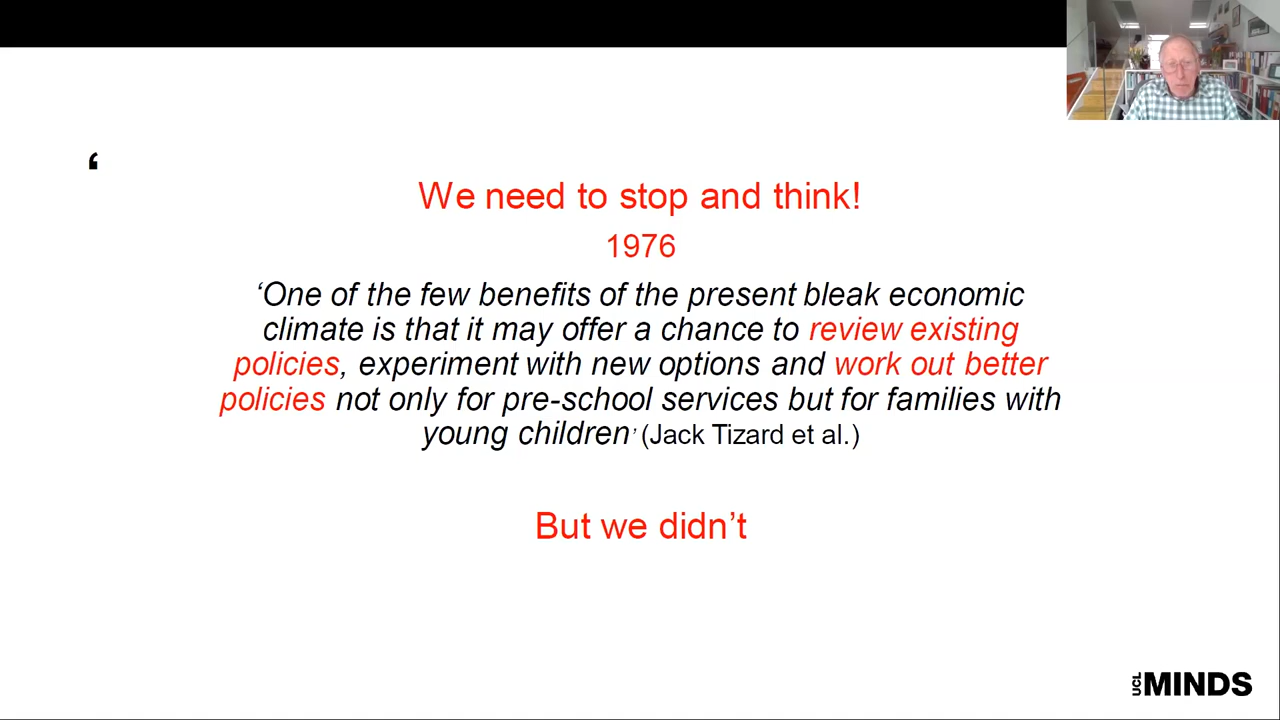 ‘
We need to stop and think!
1976
‘One of the few benefits of the present bleak economic
climate is that it may offer a chance to review existing
policies, experiment with new options and work out better
policies not only for pre-school services but for families with
young children’ (Jack Tizard et al.)
But we didn’t
UCL MINDS